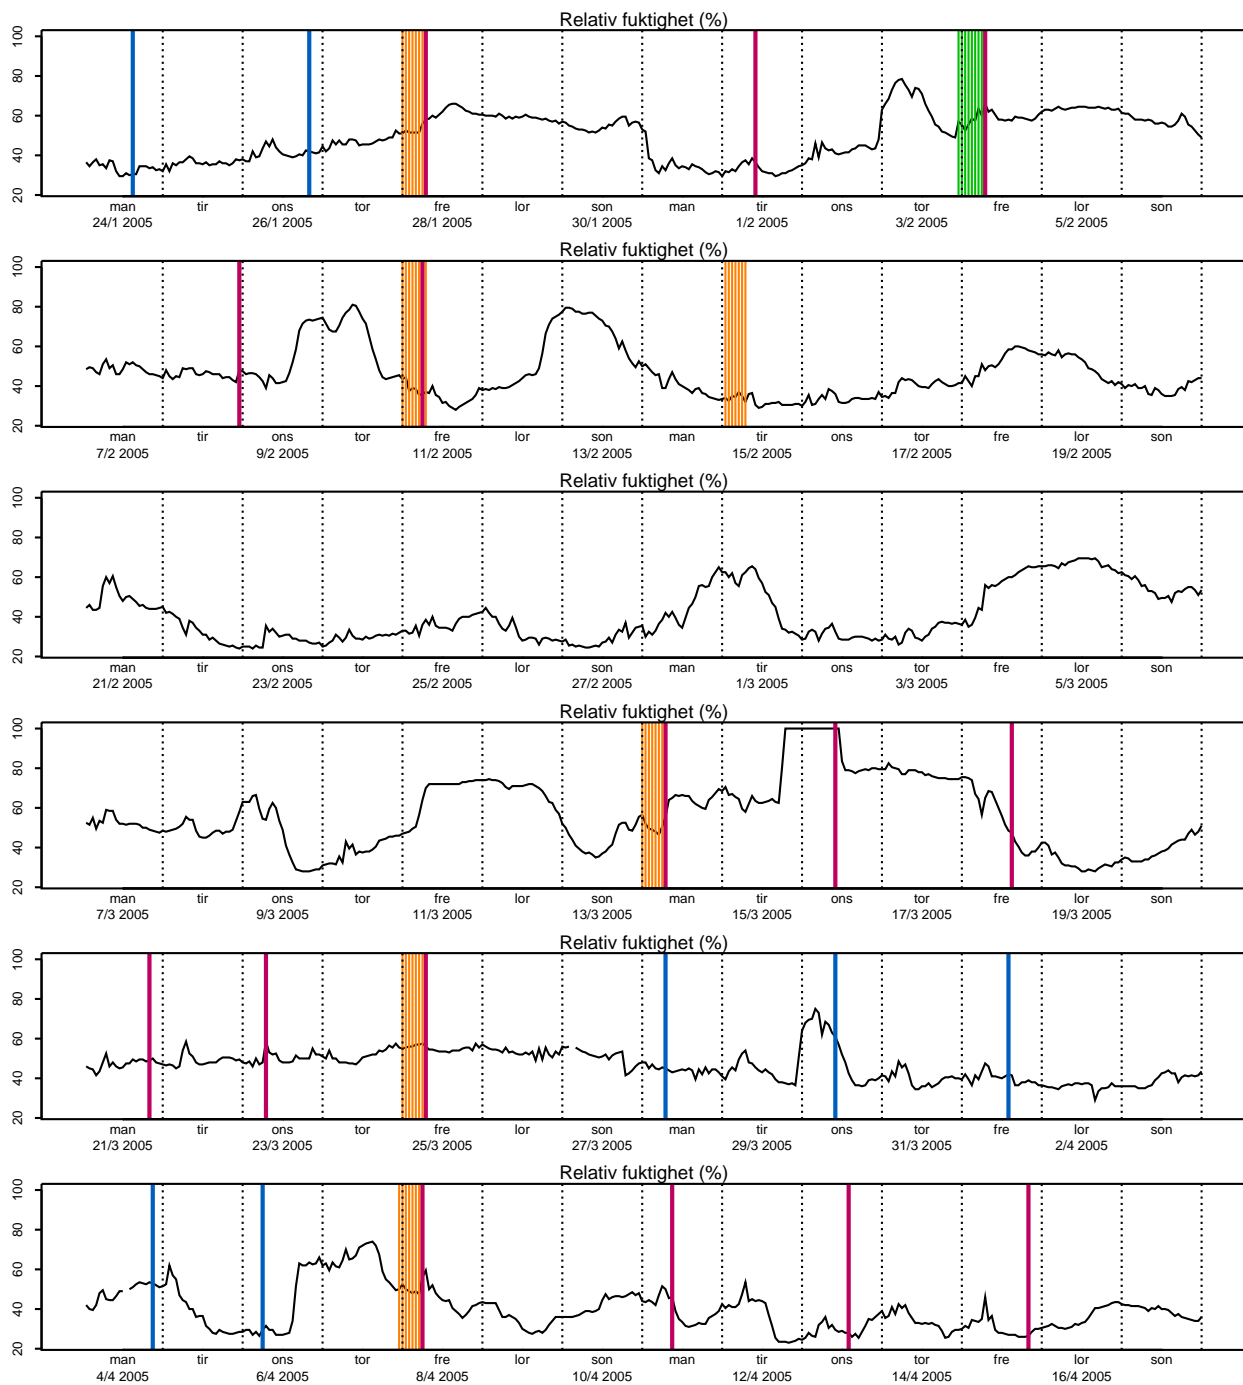 Relativ fuktighet (%)
100
80
60
40
20
man tir ons tor fre lor son man tir ons tor fre lor son
24/1 2005 26/1 2005 28/1 2005 30/1 2005 1/2 2005 3/2 2005 5/2 2005
Relativ fuktighet (%)
100
80
60
40
20
man tir ons tor fre lor son man tir ons tor fre lor son
7/2 2005 9/2 2005 11/2 2005 13/2 2005 15/2 2005 17/2 2005 19/2 2005
Relativ fuktighet (%)
100
80
60
40
20
man tir ons tor fre lor son man tir ons tor fre lor son
21/2 2005 23/2 2005 25/2 2005 27/2 2005 1/3 2005 3/3 2005 5/3 2005
Relativ fuktighet (%)
100
80
60
40
20
man tir ons tor fre lor son man tir ons tor fre lor son
7/3 2005 9/3 2005 11/3 2005 13/3 2005 15/3 2005 17/3 2005 19/3 2005
Relativ fuktighet (%)
100
80
60
40
20
man tir ons tor fre lor son man tir ons tor fre lor son
21/3 2005 23/3 2005 25/3 2005 27/3 2005 29/3 2005 31/3 2005 2/4 2005
Relativ fuktighet (%)
100
80
60
40
20
man tir ons tor fre lor son man tir ons tor fre lor son
4/4 2005 6/4 2005 8/4 2005 10/4 2005 12/4 2005 14/4 2005 16/4 2005